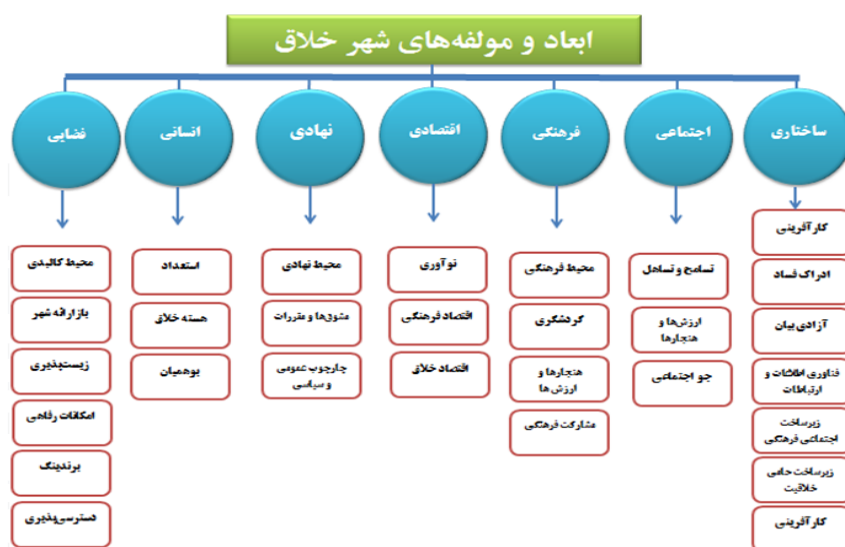 ابعاد و مولفه‌های شهر خلاق
ساختاری
اجتماعی
فرهنگی
اقتصادی
نهادی
انسانی
فضایی
کارآفرینی
ادراک فساد
آزادی بیان
فناوری اطلاعات و
ارتباطات
زیرساخت
اجتماعی فرهنگی
زیرساخت حامی
خلاقیت
کارآفرینی
تسامح و تساهل
ارزش‌ها و
هنجارها
جو اجتماعی
محیط فرهنگی
گردشگری
هنجارها و
ارزش ها
مشارکت فرهنگی
نوآوری
اقتصاد فرهنگی
اقتصاد خلاق
محیط نهادی
مشوق‌ها و مقررات
چارچوب عمومی
و سیاسی
استعداد
هسته خلاق
بوهمیان
محیط کالبدی
بازارانه شهر
زیست‌پذیری
امکانات رفاهی
برندینگ
دسترسی‌پذیری